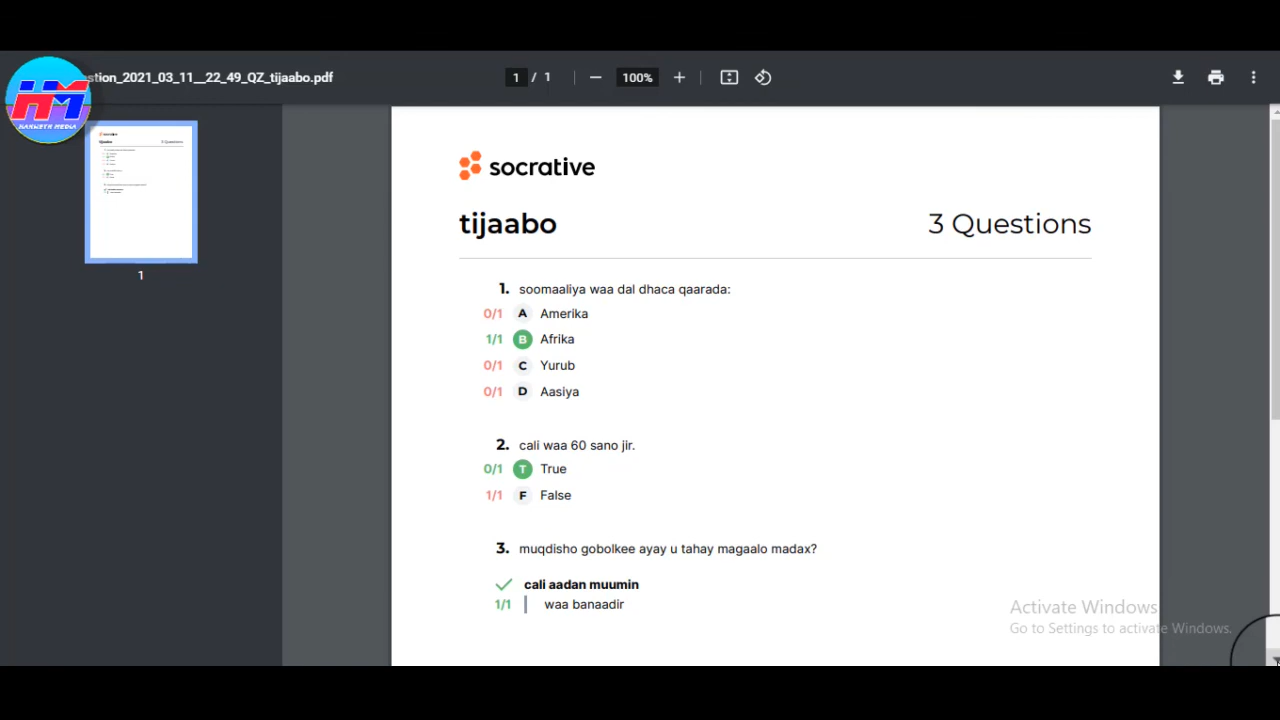 stion_2021_03_11__22_49_QZ_tijaabo.pdf
1 / 1
100%
HM
HAKWETH MEDIA
1
socrative
tijaabo
3 Questions
1. soomaaliya waa dal dhaca qaarada:
0/1 A Amerika
1/1 B Afrika
0/1 C Yurub
0/1 D Aasiya
2. cali waa 60 sano jir.
0/1 T True
1/1 F False
3. muqdisho gobolkee ayay u tahay magaalo madax?
cali aadan muumin
1/1 waa banaadir
Activate Windows
Go to Settings to activate Windows.